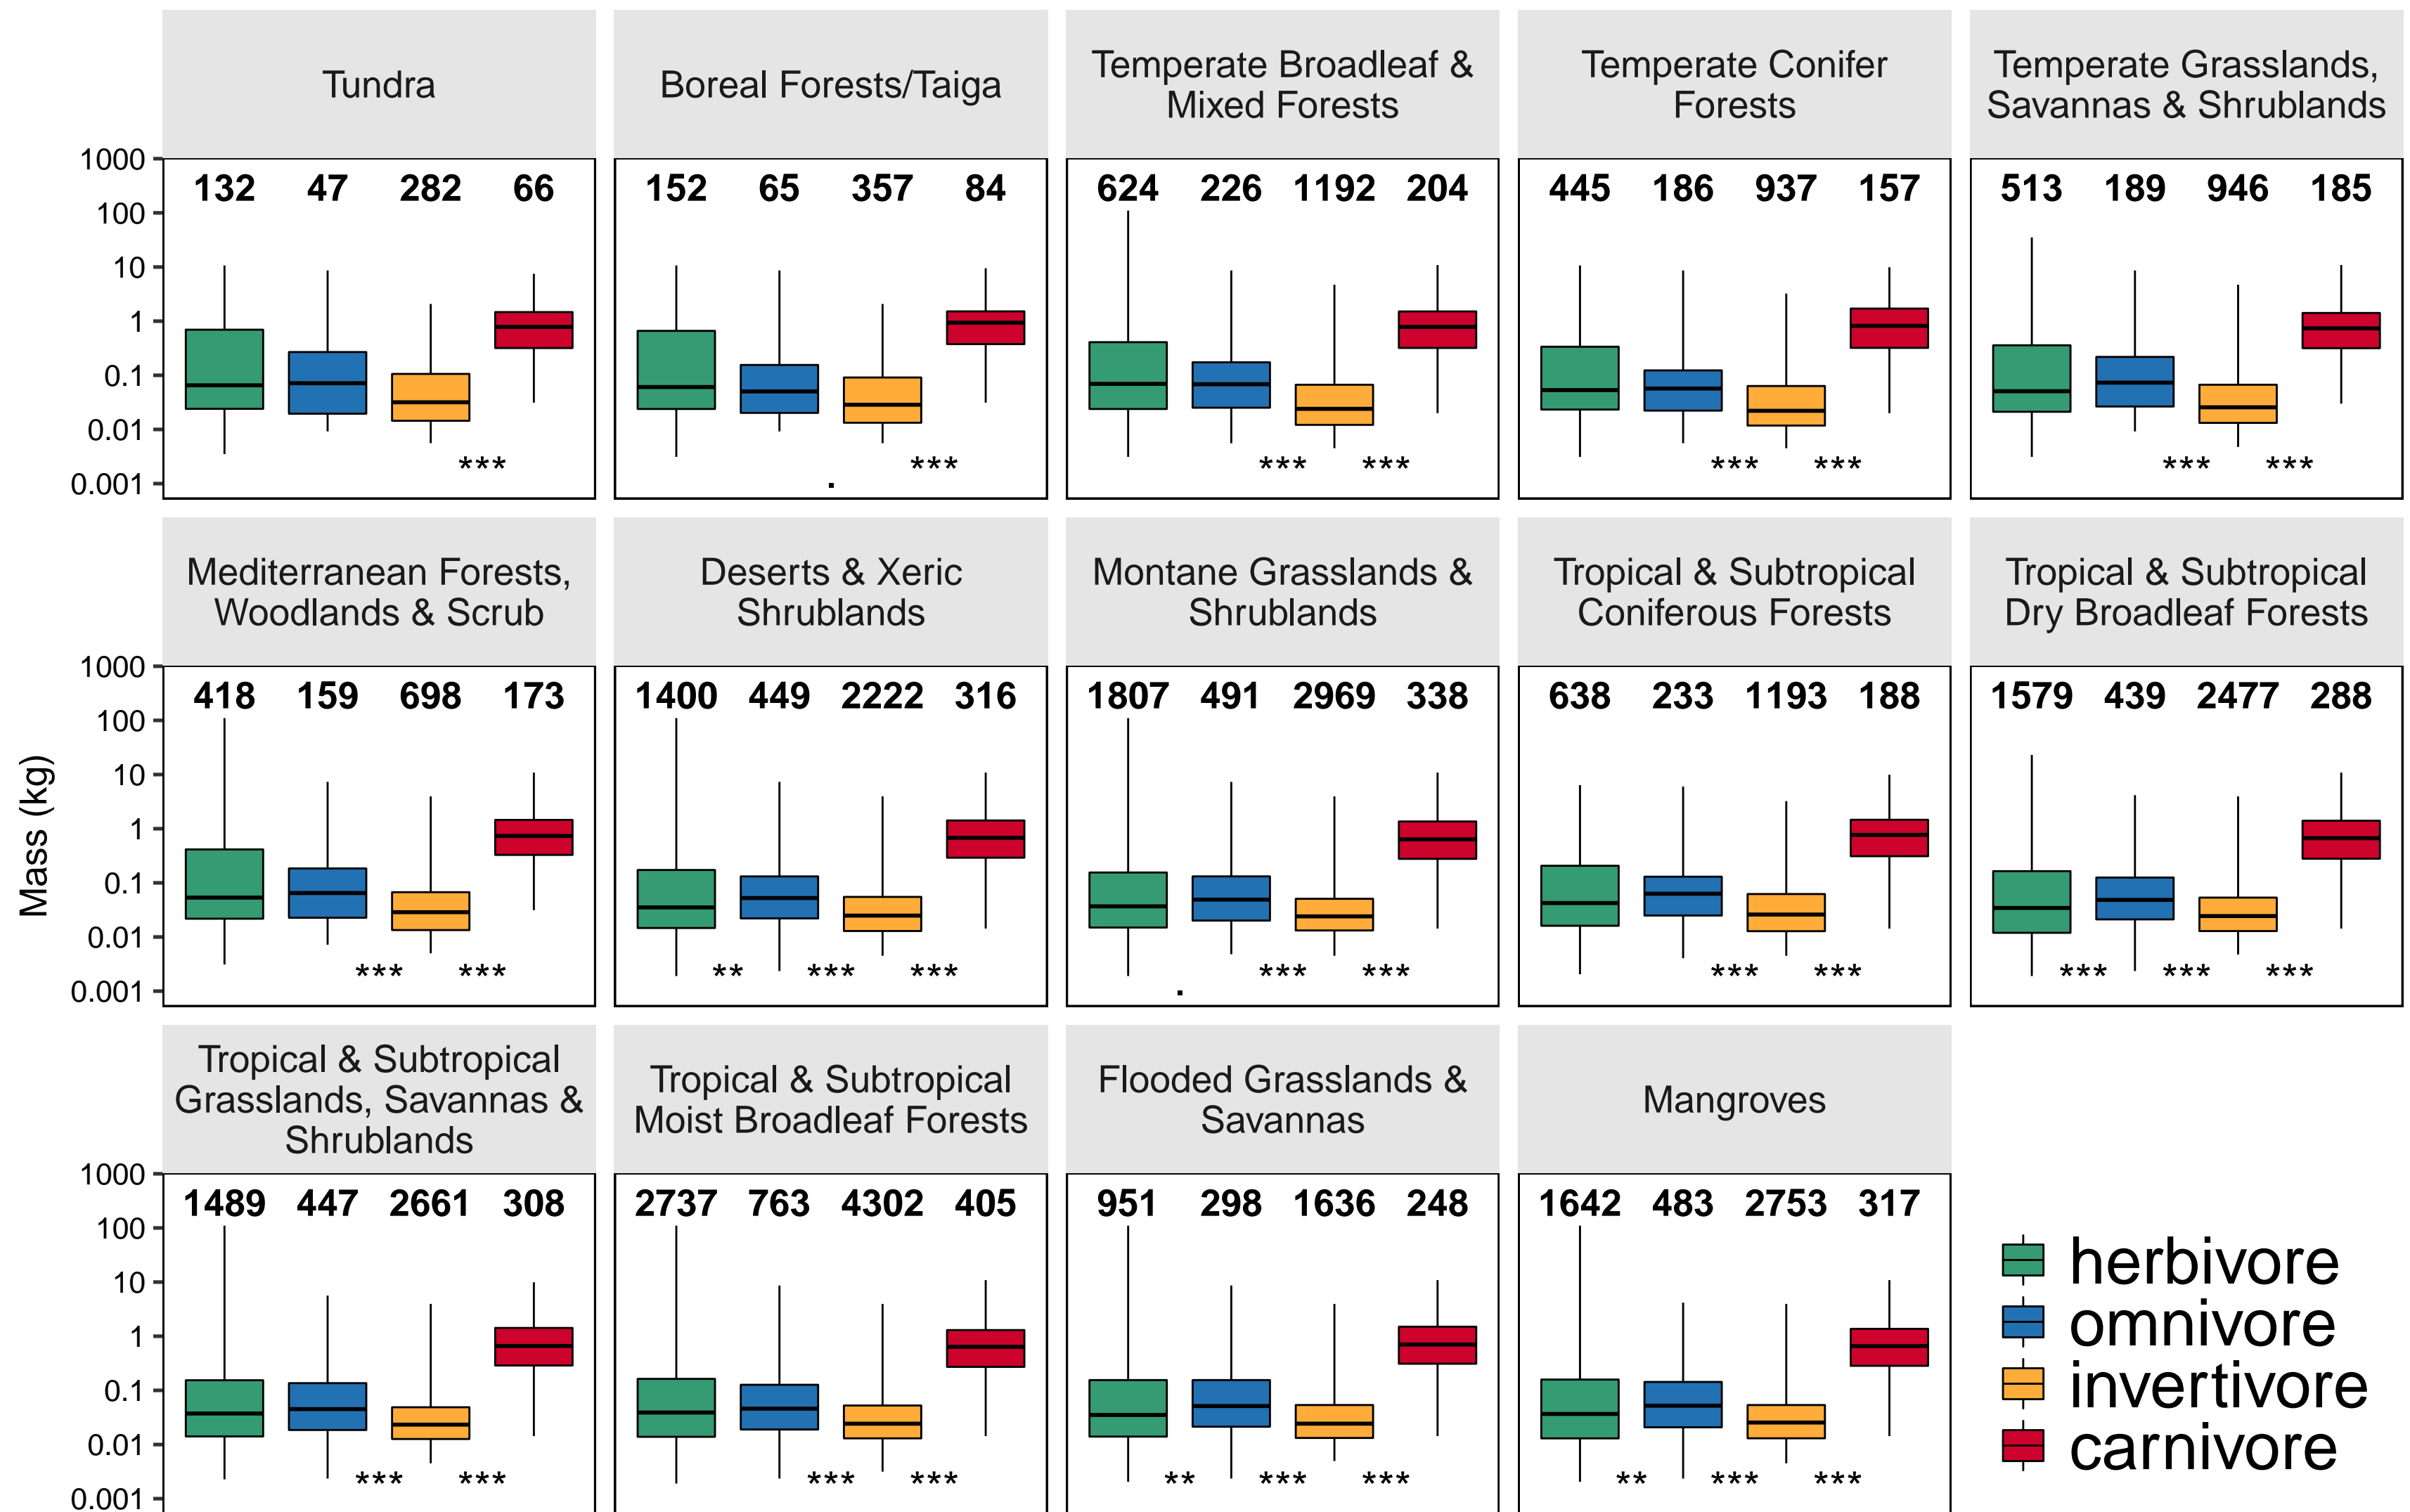 Tundra
Boreal Forests/Taiga
Temperate Broadleaf &
Mixed Forests
Temperate Conifer
Forests
Temperate Grasslands,
Savannas & Shrublands
1000
100
10
1
0.1
0.01
0.001
132 47 282 66
***
152 65 357 84
. ***
624 226 1192 204
*** ***
445 186 937 157
*** ***
513 189 946 185
*** ***
Mass (kg)
Mediterranean Forests,
Woodlands & Scrub
Deserts & Xeric
Shrublands
Montane Grasslands &
Shrublands
Tropical & Subtropical
Coniferous Forests
Tropical & Subtropical
Dry Broadleaf Forests
1000
100
10
1
0.1
0.01
0.001
418 159 698 173
*** ***
1400 449 2222 316
** *** ***
1807 491 2969 338
. *** ***
638 233 1193 188
*** ***
1579 439 2477 288
*** *** ***
Tropical & Subtropical
Grasslands, Savannas &
Shrublands
Tropical & Subtropical
Moist Broadleaf Forests
Flooded Grasslands &
Savannas
Mangroves
1000
100
10
1
0.1
0.01
0.001
1489 447 2661 308
*** ***
2737 763 4302 405
*** ***
951 298 1636 248
** *** ***
1642 483 2753 317
** *** ***
herbivore
omnivore
invertivore
carnivore